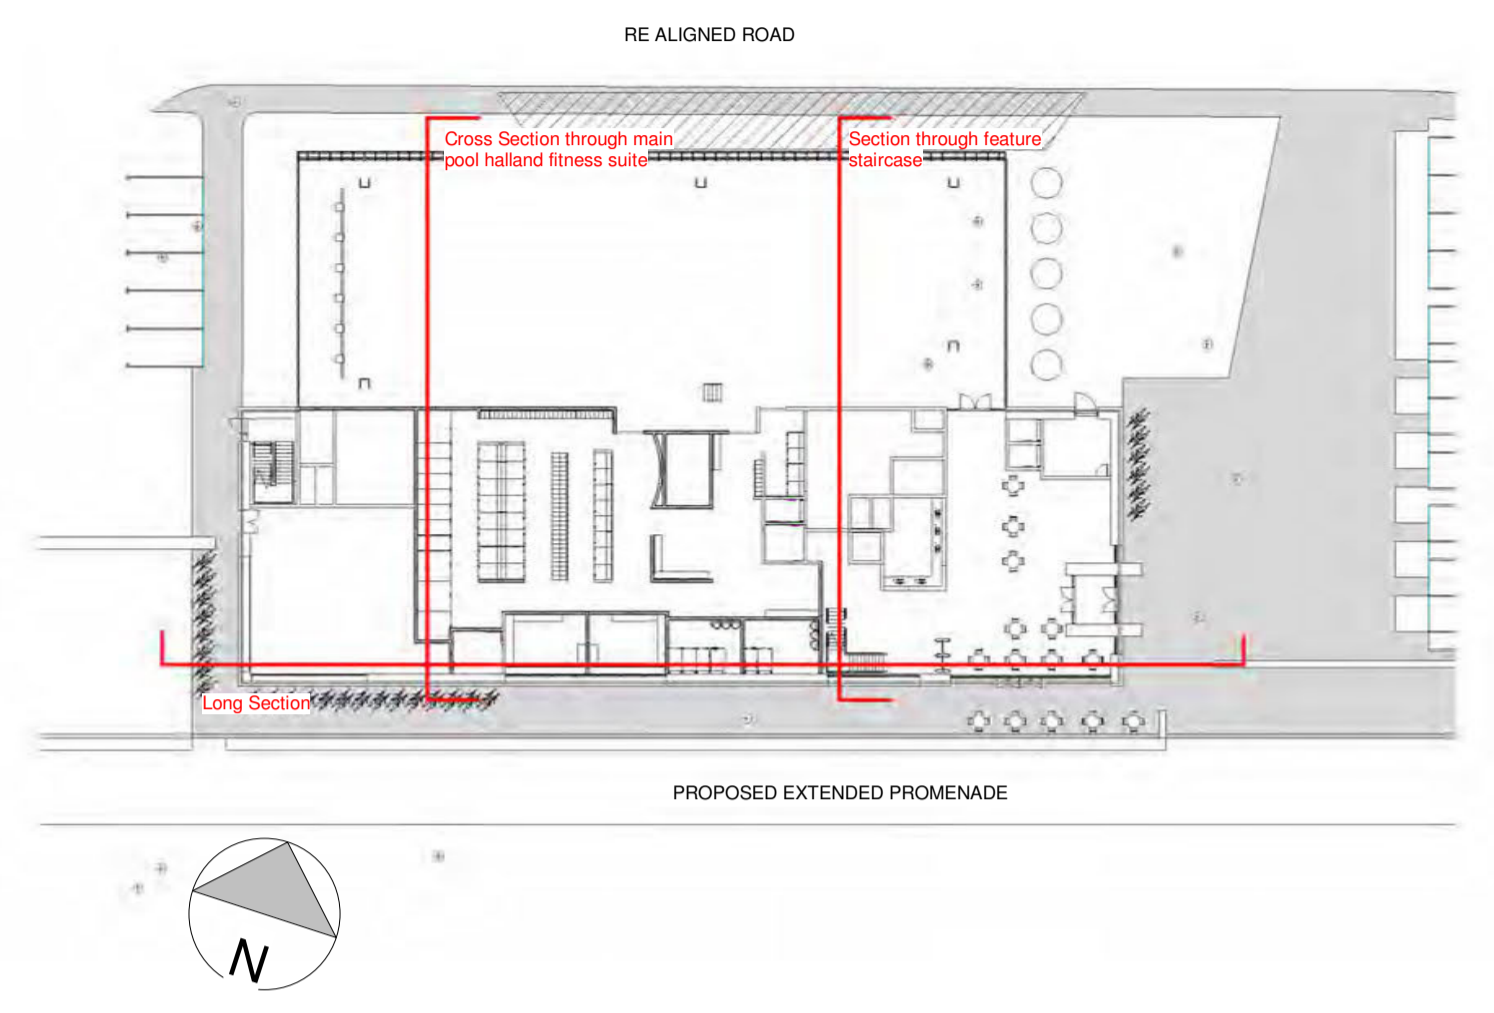 RE ALIGNED ROAD
Cross Section through main
pool halland fitness suite
Section through feature
staircase
Long Section
PROPOSED EXTENDED PROMENADE
N